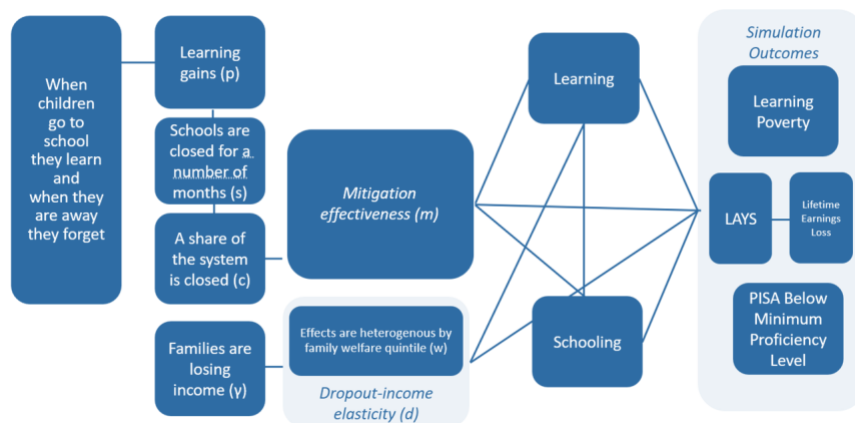 When
children
go to
school
they learn
and
when they
are away
they forget
Learning
gains (p)
Schools are
closed for a
number of
months (s)
A share of
the system
is closed (c)
Families are
losing
income (γ)
Mitigation
effectiveness (m)
Effects are heterogenous by
family welfare quintile (w)
Dropout-income
elasticity (d)
Learning
Schooling
Simulation
Outcomes
Learning
Poverty
LAYS
Lifetime
Earnings
Loss
PISA Below
Minimum
Proficiency
Level